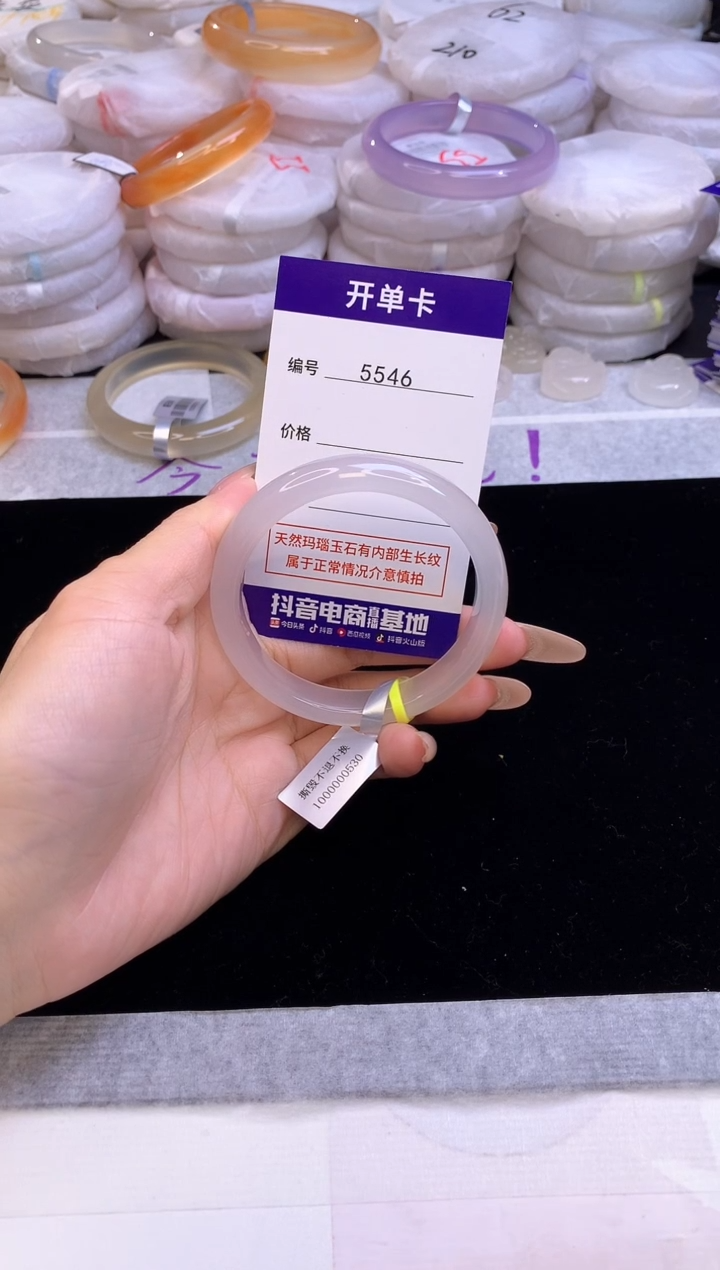 62
210
开单卡
编号 5546
价格
天然玛瑙玉石有内部生长纹
属于正常情况介意慎拍
抖音电商直播基地
今日头条 抖音 西瓜视频 抖音火山版
撕毁不退不换
1000000530
今
!